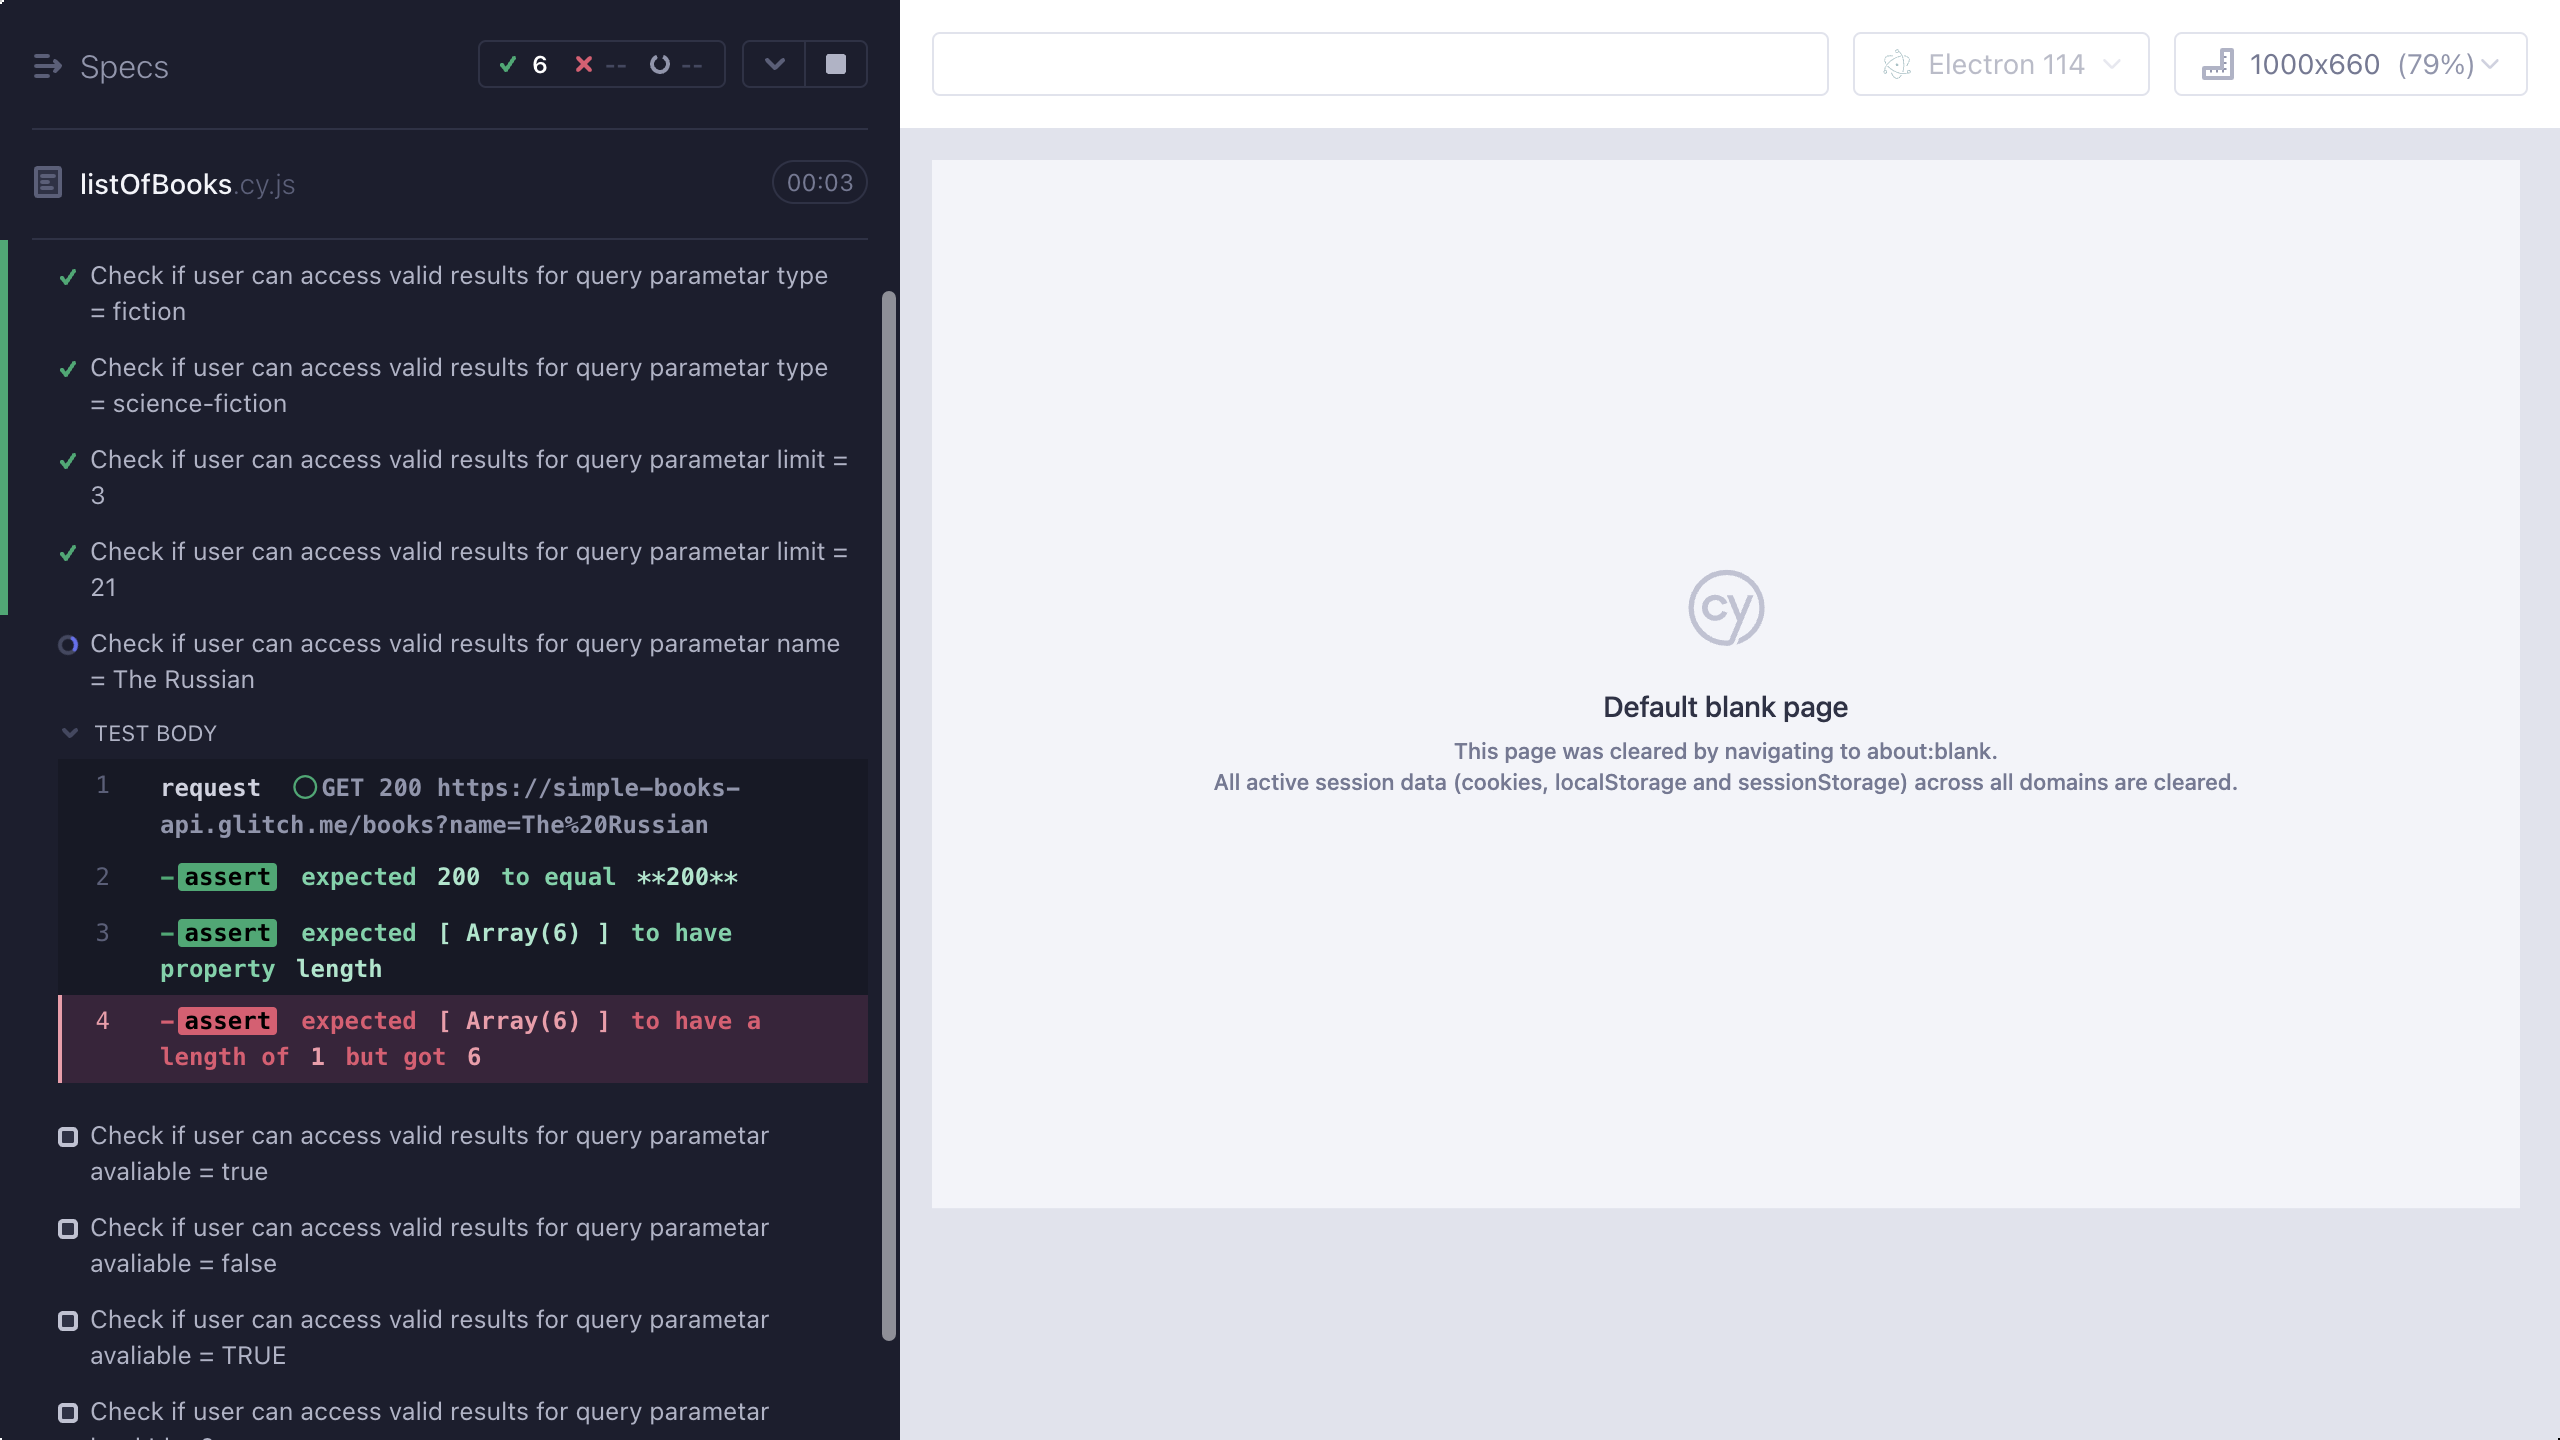 Specs
6 -- --
listOfBooks.cy.js
00:03
Check if user can access valid results for query parametar type
= fiction
Check if user can access valid results for query parametar type
= science-fiction
Check if user can access valid results for query parametar limit =
3
Check if user can access valid results for query parametar limit =
21
Check if user can access valid results for query parametar name
= The Russian
TEST BODY
1 request GET 200 https://simple-books-
api.glitch.me/books?name=The%20Russian
2 -assert expected 200 to equal **200**
3 -assert expected [ Array(6) ] to have
property length
4 -assert expected [ Array(6) ] to have a
length of 1 but got 6
Check if user can access valid results for query parametar
avaliable = true
Check if user can access valid results for query parametar
avaliable = false
Check if user can access valid results for query parametar
avaliable = TRUE
Check if user can access valid results for query parametar
Electron 114
1000x660 (79%)
cy
Default blank page
This page was cleared by navigating to about:blank.
All active session data (cookies, localStorage and sessionStorage) across all domains are cleared.